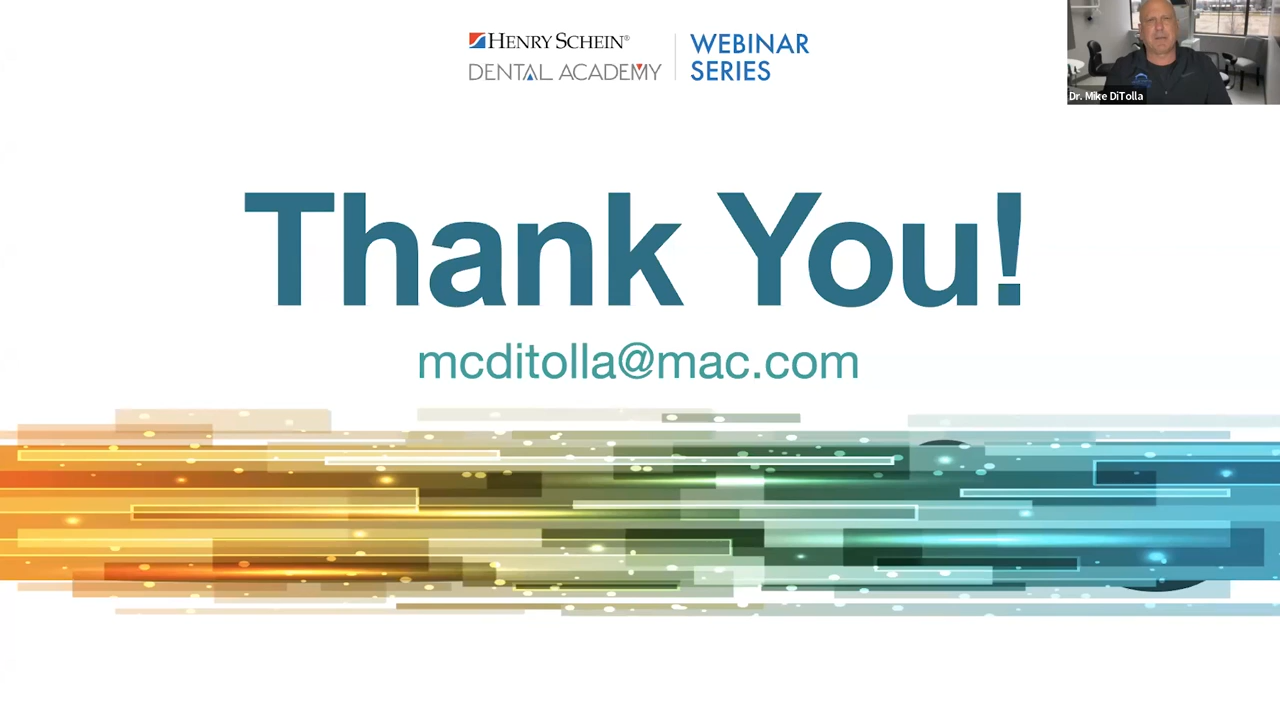 HENRY SCHEIN®
DENTAL ACADEMY
WEBINAR
SERIES
Dr. Mike DiTolla
Thank You!
mcditolla@mac.com